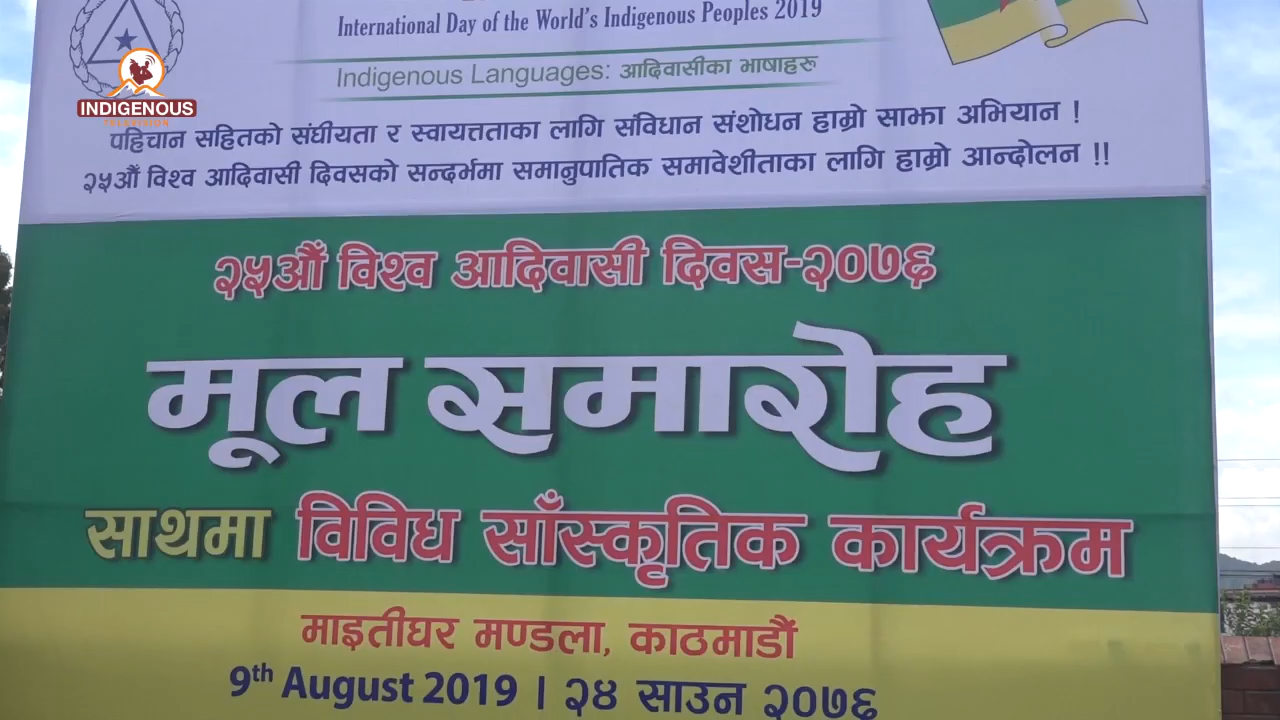 International Day of the World's Indigenous Peoples 2019
Indigenous Languages: आदिवासीका भाषाहरू
INDIGENOUS
TELEVISION
पहिचान सहितको संघीयता र स्वायत्तताका लागि संविधान संशोधन हाम्रो साझा अभियान !
२५औं विश्व आदिवासी दिवसको सन्दर्भमा समानुपातिक समावेशीताका लागि हाम्रो आन्दोलन !!
२५औं विश्व आदिवासी दिवस-२०७६
मूल समारोह
साथमा विविध साँस्कृतिक कार्यक्रम
माइतीघर मण्डला, काठमाडौं
9th August 2019 | २४ साउन २०७६